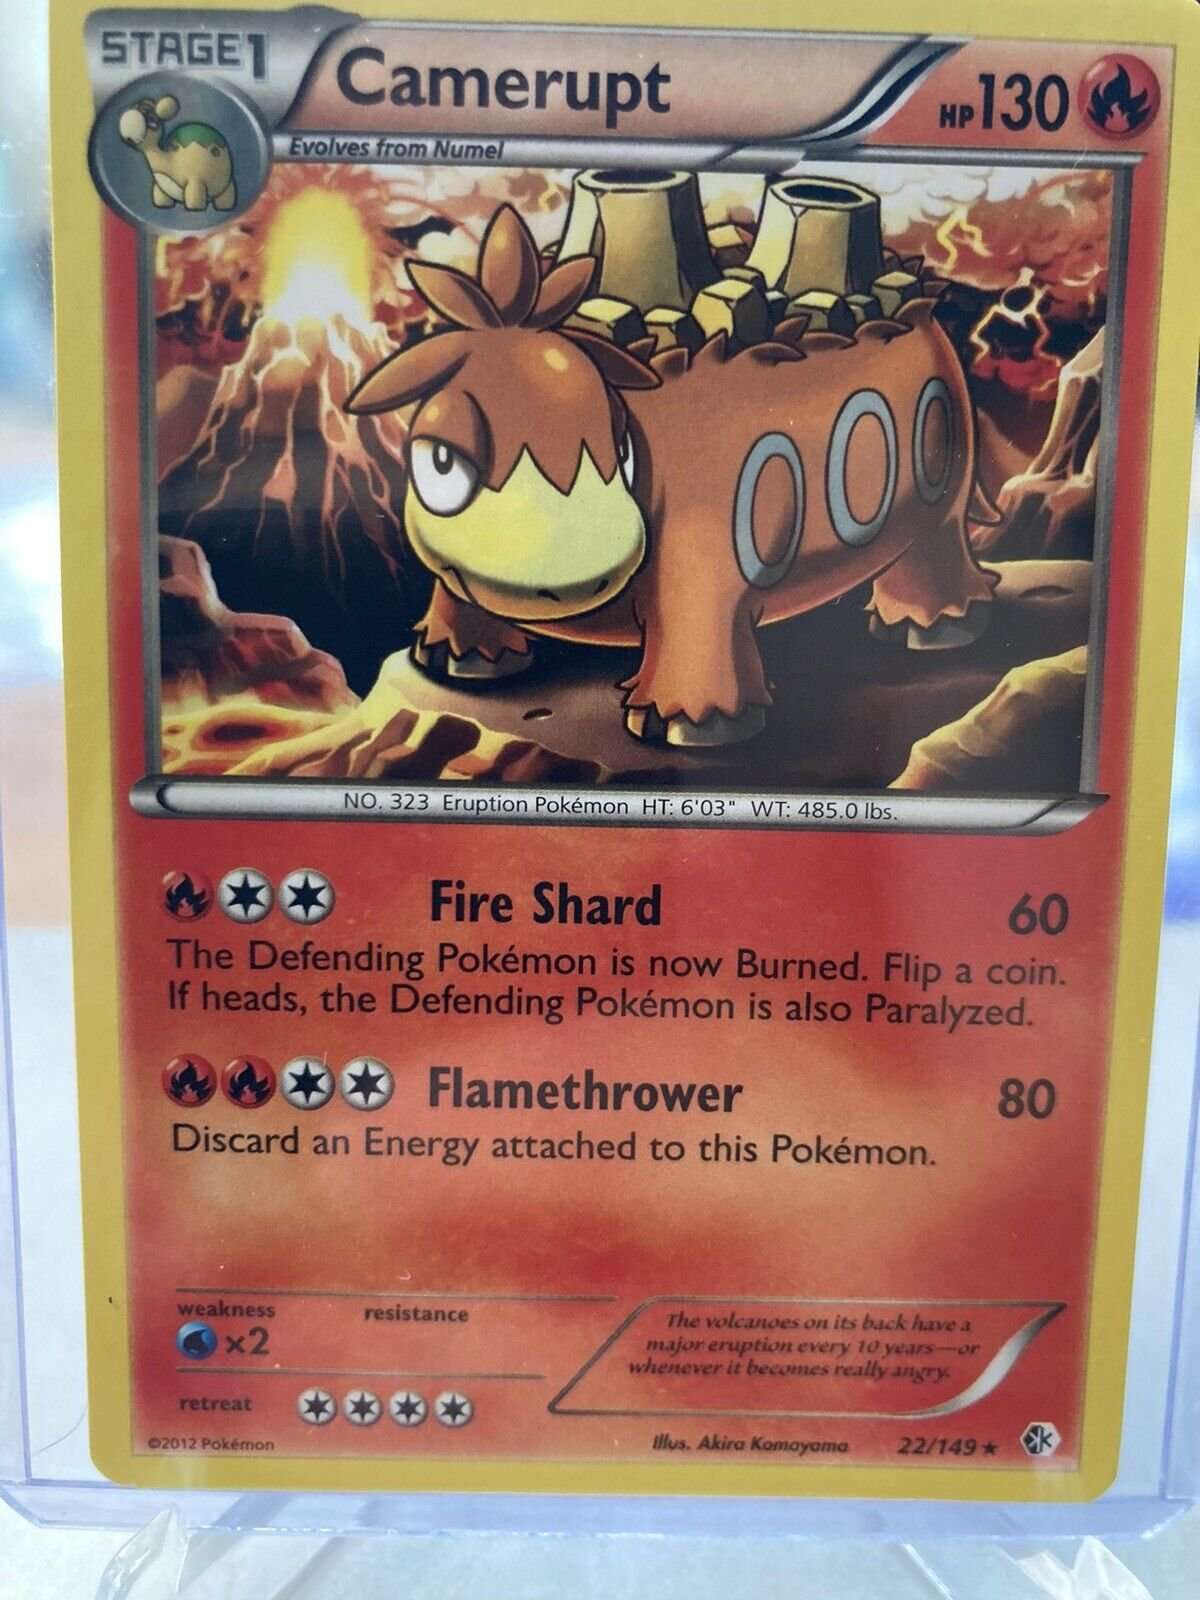 STAGE1
Camerupt
HP130
Evolves from Numel
NO. 323 Eruption Pokémon HT: 6'03" WT: 485.0 lbs.
Fire Shard 60
The Defending Pokémon is now Burned. Flip a coin.
If heads, the Defending Pokémon is also Paralyzed.
Flamethrower 80
Discard an Energy attached to this Pokémon.
weakness
x2
resistance
retreat
The volcanoes on its back have a
major eruption every 10 years—or
whenever it becomes really angry.
©2012 Pokémon
Illus. Akira Komayama
22/149 ★